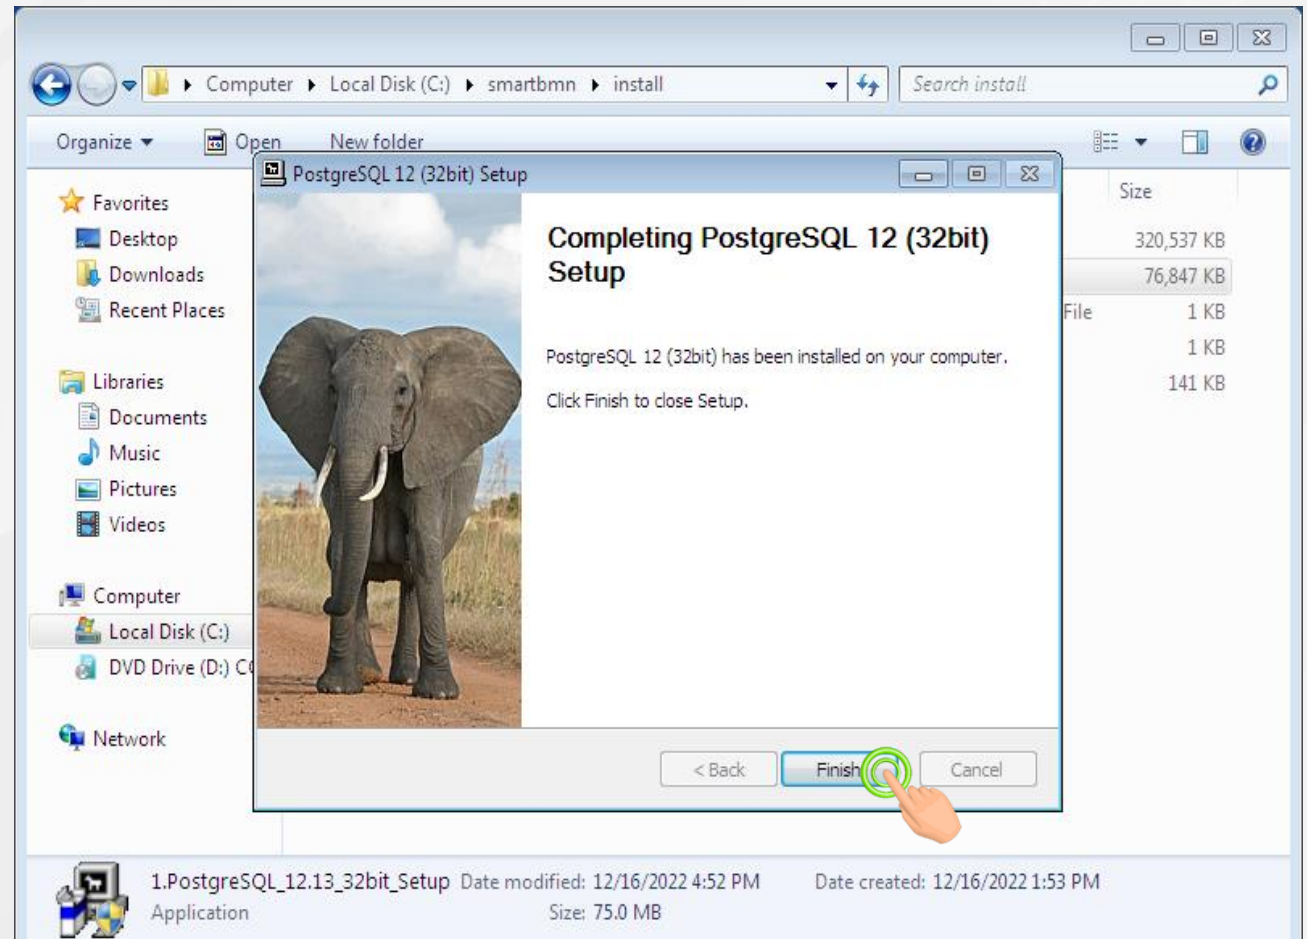 Computer ▸ Local Disk (C:) ▸ smartbmn ▸ install
Search install
Organize Open New folder
PostgreSQL 12 (32bit) Setup
Size
Favorites
Desktop
Downloads
Recent Places
Libraries
Documents
Music
Pictures
Videos
Computer
Local Disk (C:)
DVD Drive (D:)
Network
Completing PostgreSQL 12 (32bit)
Setup
PostgreSQL 12 (32bit) has been installed on your computer.
Click Finish to close Setup.
320,537 KB
76,847 KB
File 1 KB
1 KB
141 KB
< Back Finish Cancel
1.PostgreSQL_12.13_32bit_Setup Date modified: 12/16/2022 4:52 PM Date created: 12/16/2022 1:53 PM
Application Size: 75.0 MB